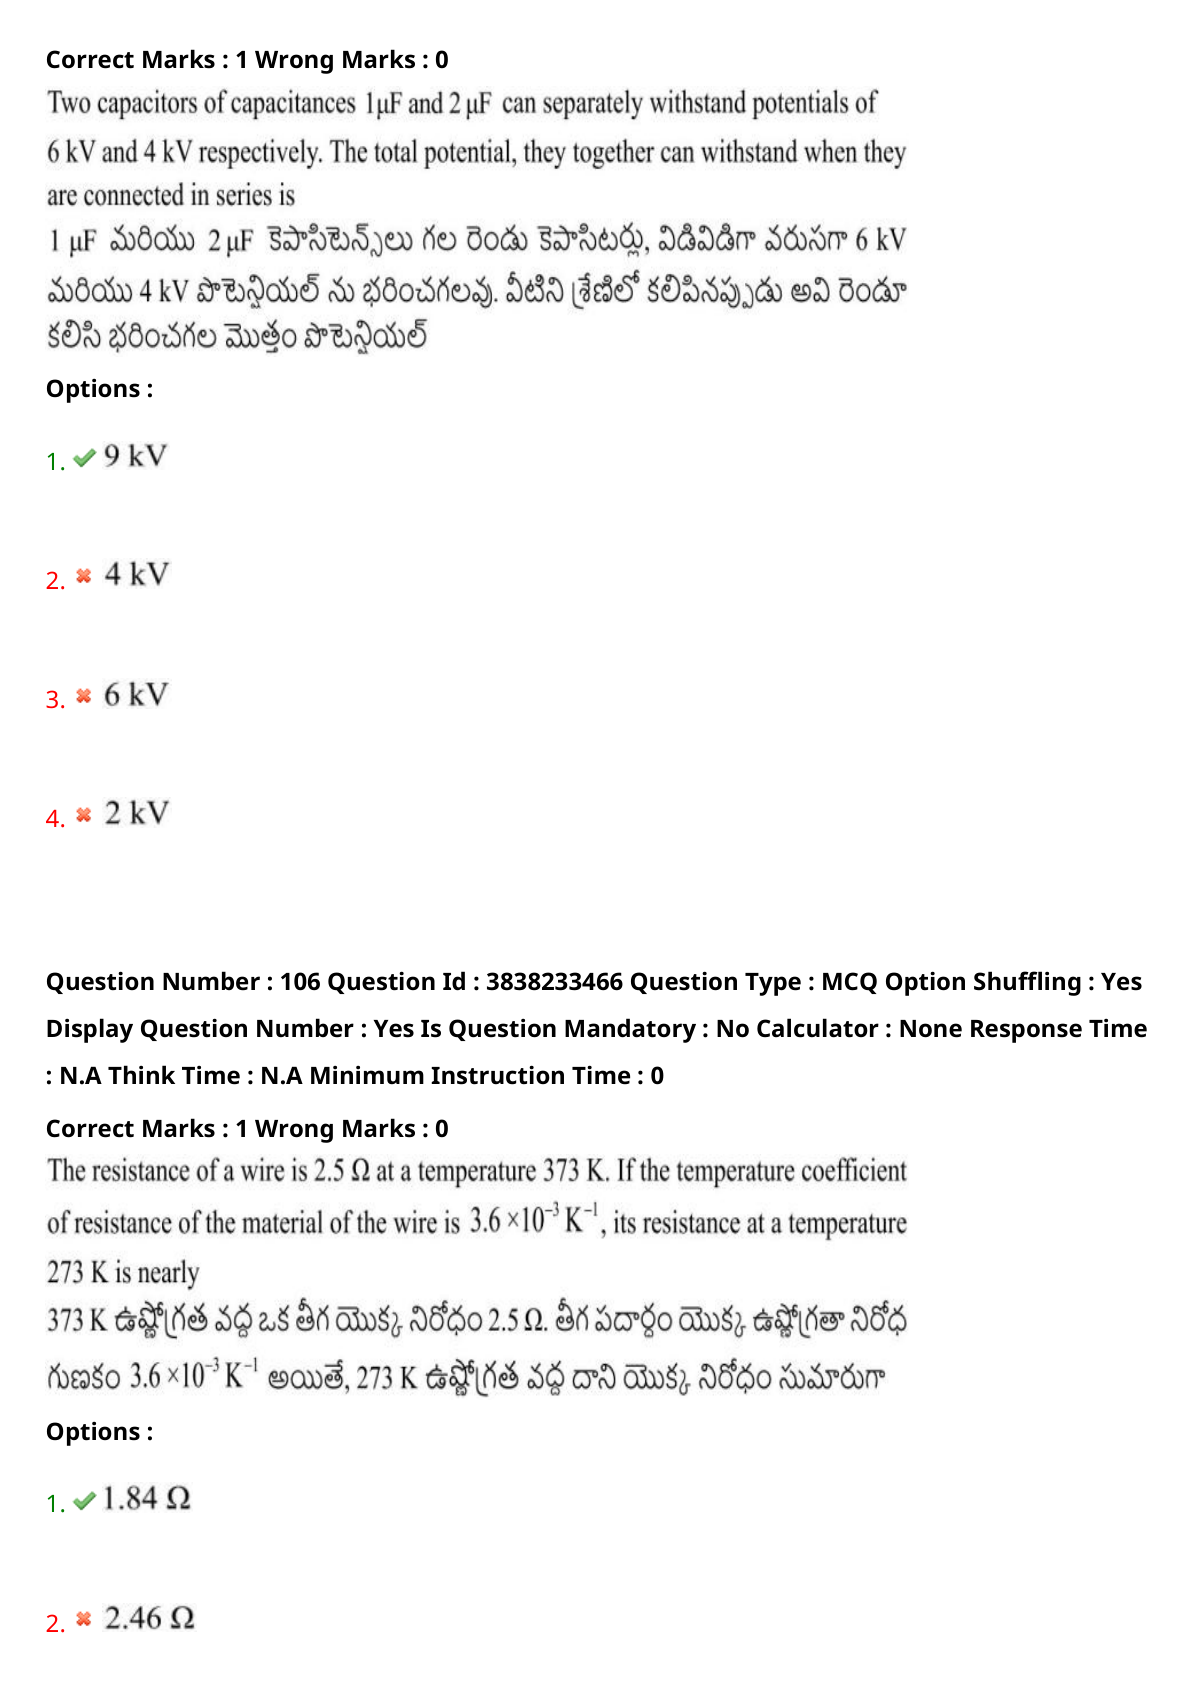 Correct Marks : 1 Wrong Marks : 0
Two capacitors of capacitances 1μF and 2 μF can separately withstand potentials of
6 kV and 4 kV respectively. The total potential, they together can withstand when they
are connected in series is
1 μF మరియు 2 μF కెపాసిటెన్స్‌లు గల రెండు కెపాసిటర్లు, విడివిడిగా వరుసగా 6 kV
మరియు 4 kV పొటెన్షియల్ ను భరించగలవు. వీటిని శ్రేణిలో కలిపినప్పుడు అవి రెండూ
కలిసి భరించగల మొత్తం పొటెన్షియల్
Options :
1. 9 kV
2. 4 kV
3. 6 kV
4. 2 kV
Question Number : 106 Question Id : 3838233466 Question Type : MCQ Option Shuffling : Yes
Display Question Number : Yes Is Question Mandatory : No Calculator : None Response Time
: N.A Think Time : N.A Minimum Instruction Time : 0
Correct Marks : 1 Wrong Marks : 0
The resistance of a wire is 2.5 Ω at a temperature 373 K. If the temperature coefficient
of resistance of the material of the wire is 3.6 ×10⁻³ K⁻¹, its resistance at a temperature
273 K is nearly
373 K ఉష్ణోగ్రత వద్ద ఒక తీగ యొక్క నిరోధం 2.5 Ω. తీగ పదార్థం యొక్క ఉష్ణోగ్రతా నిరోధ
గుణకం 3.6 ×10⁻³ K⁻¹ అయితే, 273 K ఉష్ణోగ్రత వద్ద దాని యొక్క నిరోధం సుమారుగా
Options :
1. 1.84 Ω
2. 2.46 Ω